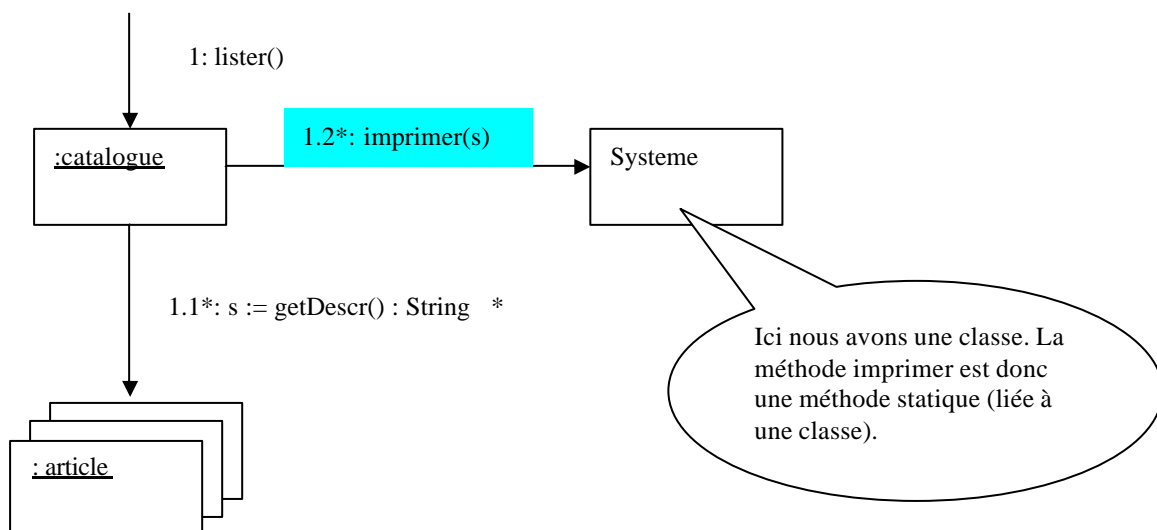 1: lister()
:catalogue
1.2*: imprimer(s)
Systeme
1.1*: s := getDescr() : String *
Ici nous avons une classe. La
méthode imprimer est donc
une méthode statique (liée à
une classe).
: article